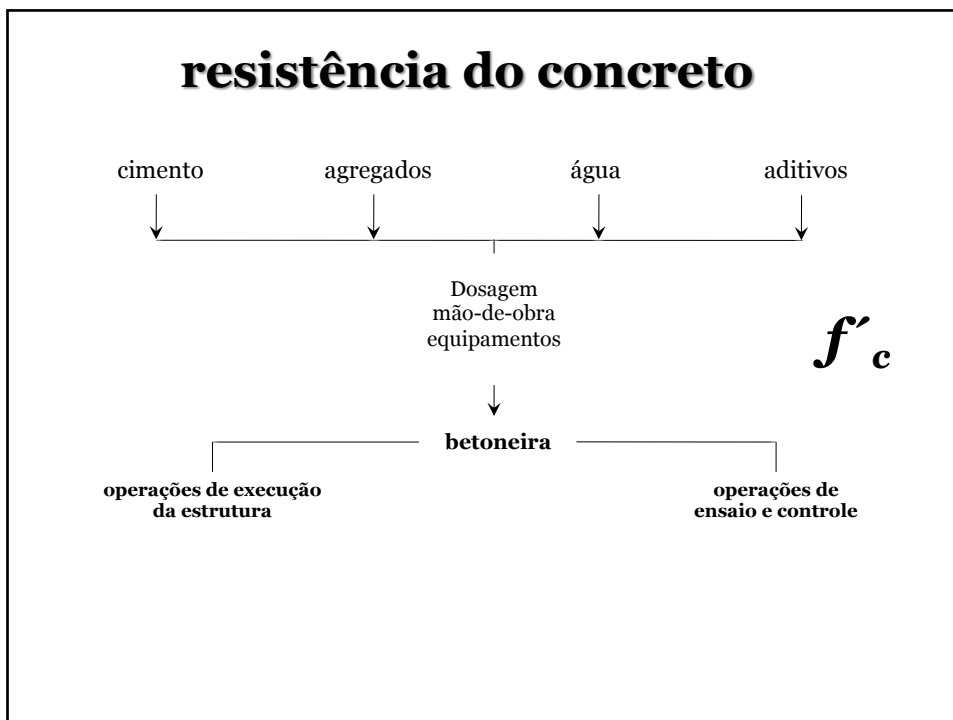 resistência do concreto
cimento agregados água aditivos
Dosagem
mão-de-obra
equipamentos
f´c
betoneira
operações de execução
da estrutura
operações de
ensaio e controle